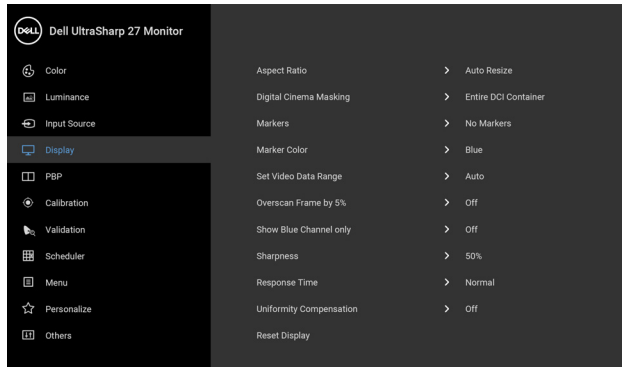 DELL Dell UltraSharp 27 Monitor
Color
Luminance
Input Source
Display
PBP
Calibration
Validation
Scheduler
Menu
Personalize
Others
Aspect Ratio > Auto Resize
Digital Cinema Masking > Entire DCI Container
Markers > No Markers
Marker Color > Blue
Set Video Data Range > Auto
Overscan Frame by 5% > Off
Show Blue Channel only > Off
Sharpness > 50%
Response Time > Normal
Uniformity Compensation > Off
Reset Display